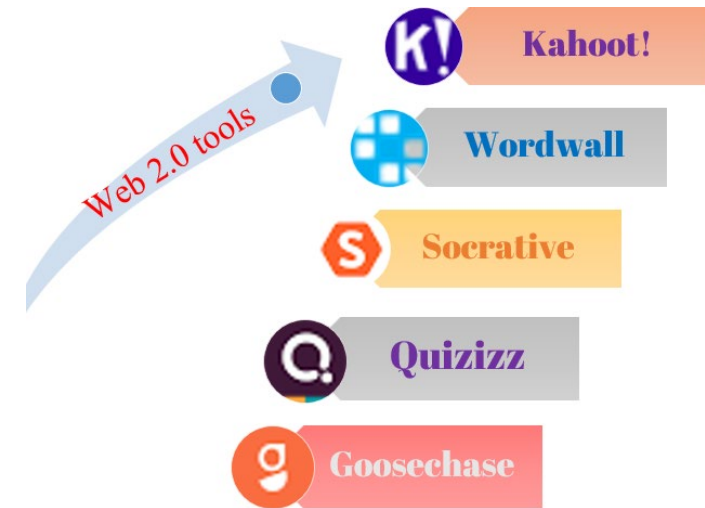 Web 2.0 tools
K! Kahoot!
Wordwall
S Socrative
Q Quizizz
g Goosechase